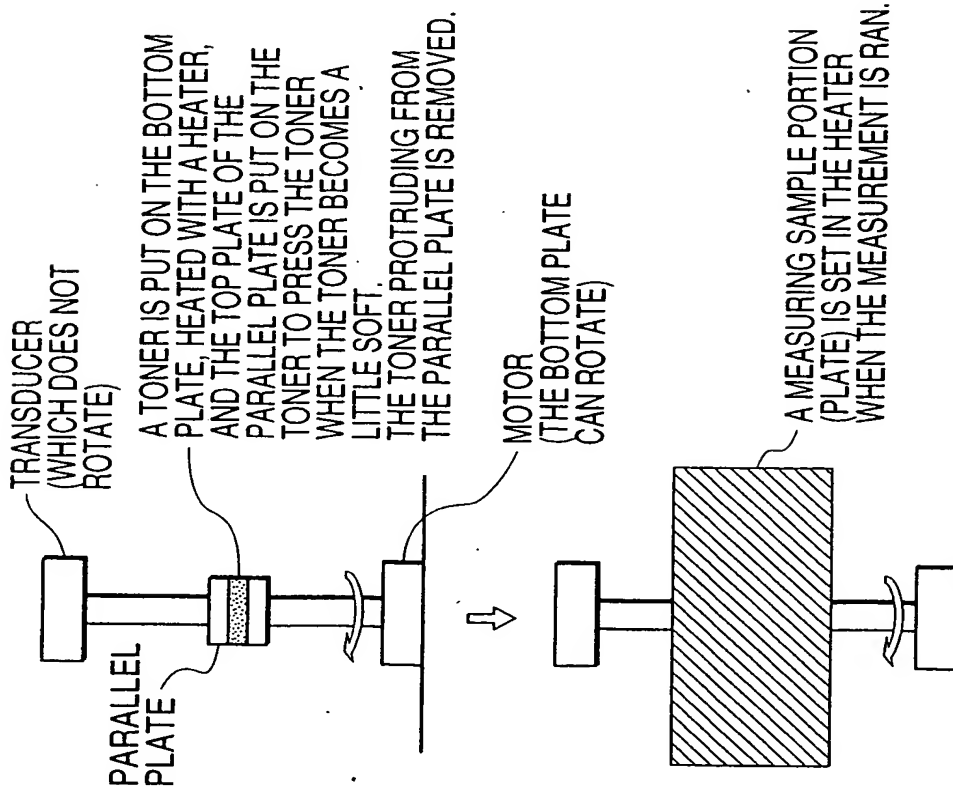 TRANSDUCER
(WHICH DOES NOT
ROTATE)
PARALLEL
PLATE
A TONER IS PUT ON THE BOTTOM
PLATE, HEATED WITH A HEATER,
AND THE TOP PLATE OF THE
PARALLEL PLATE IS PUT ON THE
TONER TO PRESS THE TONER
WHEN THE TONER BECOMES A
LITTLE SOFT.
THE TONER PROTRUDING FROM
THE PARALLEL PLATE IS REMOVED.
MOTOR
(THE BOTTOM PLATE
CAN ROTATE)
A MEASURING SAMPLE PORTION
(PLATE) IS SET IN THE HEATER
WHEN THE MEASUREMENT IS RAN.